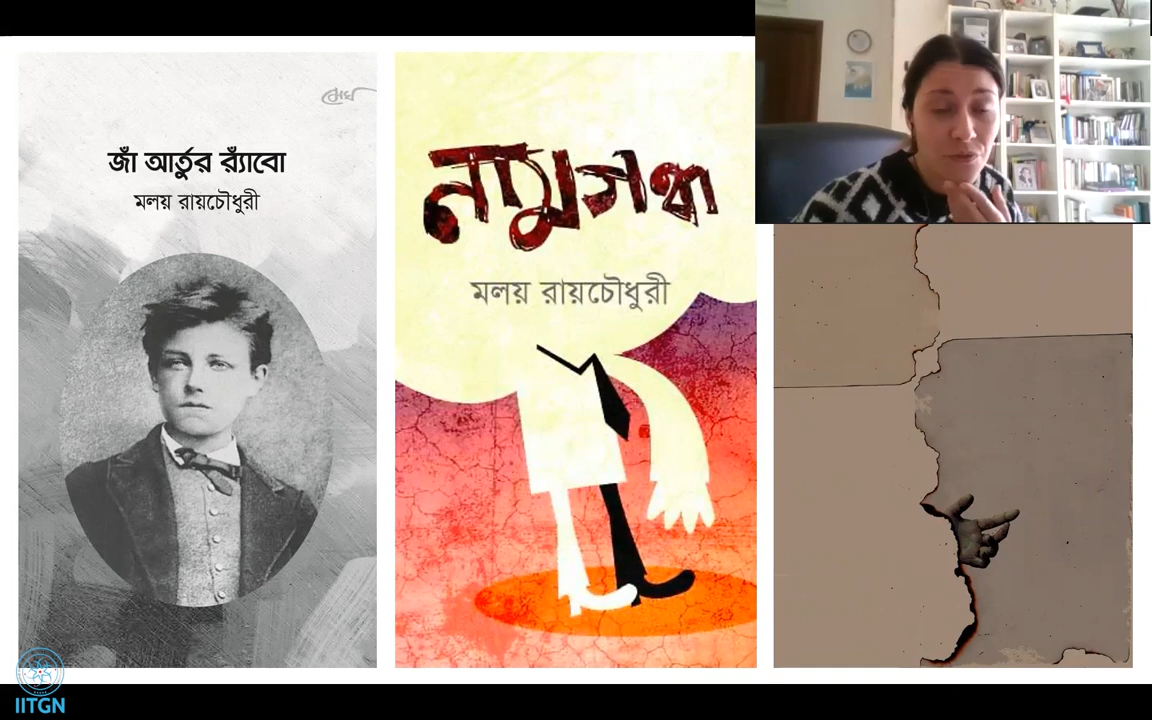 মেঘ
জাঁ আর্তুর র‍্যাঁবো
মলয় রায়চৌধুরী
নামগন্ধ
মলয় রায়চৌধুরী
IITGN